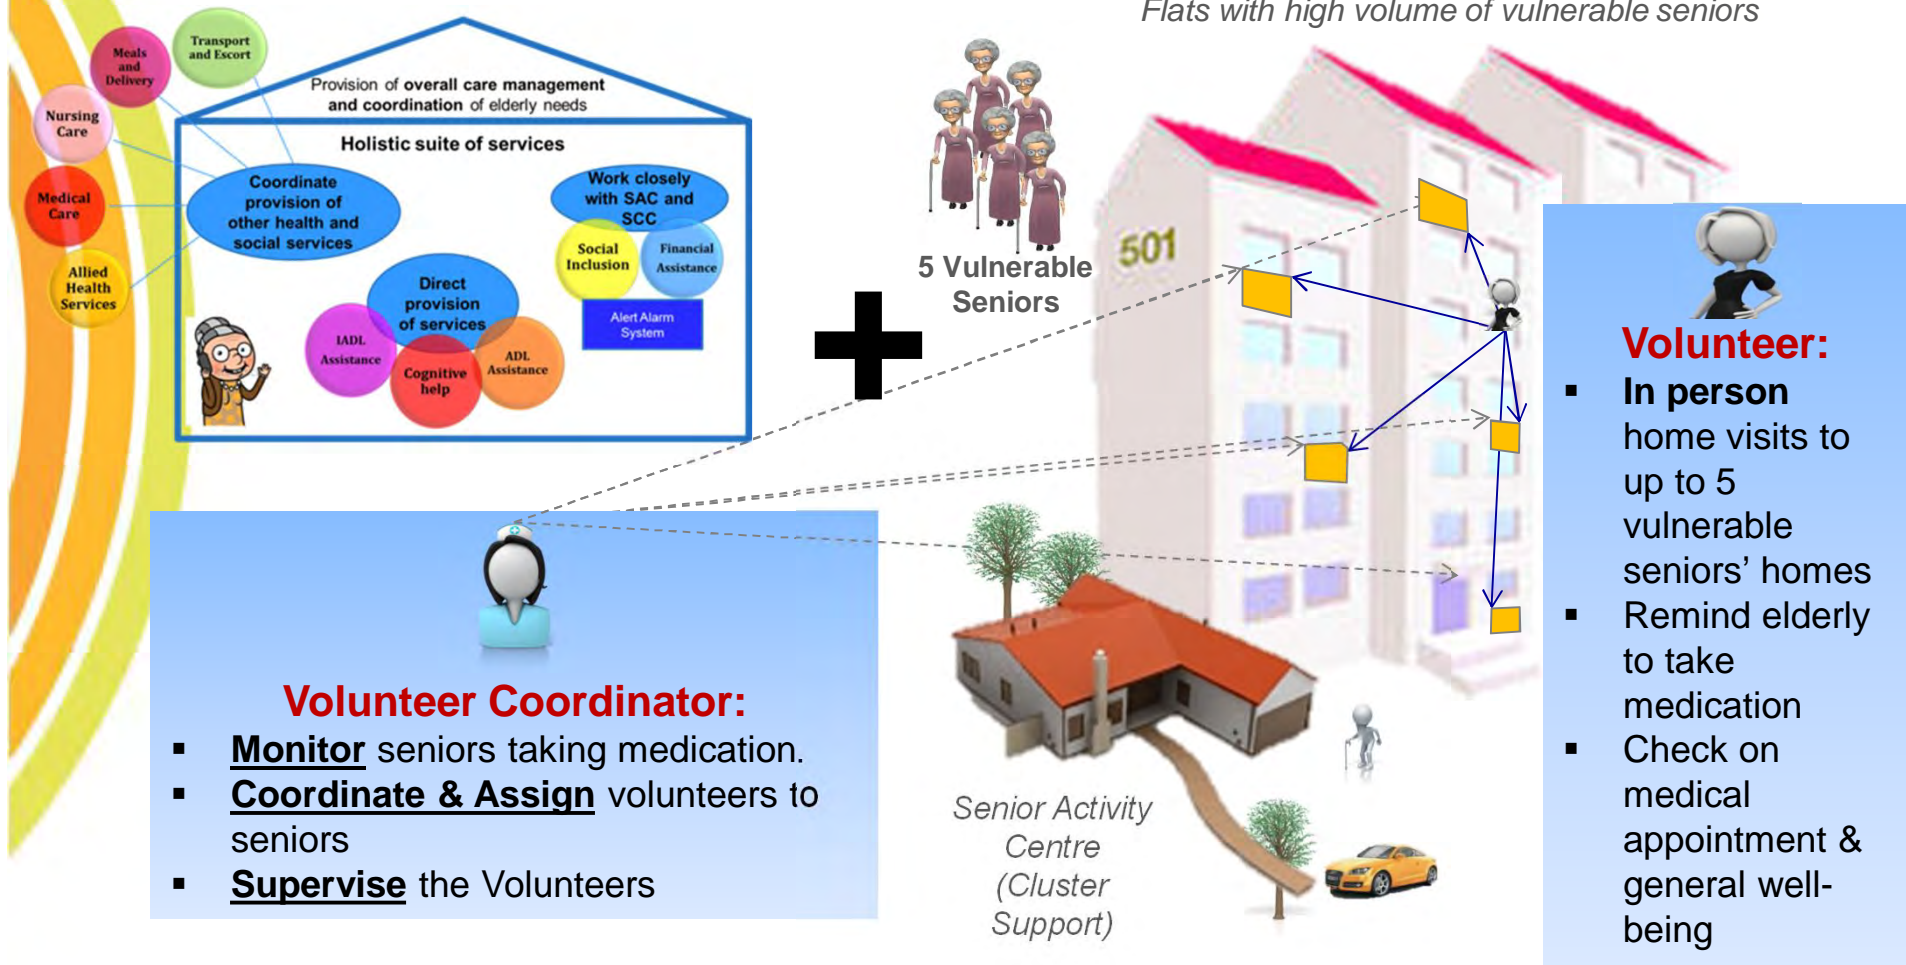 Flats with high volume of vulnerable seniors
Transport
and Escort
Meals
and
Delivery
Nursing
Care
Medical
Care
Allied
Health
Services
Provision of overall care management
and coordination of elderly needs
Holistic suite of services
Coordinate
provision of
other health and
social services
Work closely
with SAC and
SCC
Social
Inclusion
Financial
Assistance
Alert Alarm
System
Direct
provision
of services
IADL
Assistance
Cognitive
help
ADL
Assistance
5 Vulnerable
Seniors
501
Volunteer Coordinator:
▪ Monitor seniors taking medication.
▪ Coordinate & Assign volunteers to
seniors
▪ Supervise the Volunteers
Senior Activity
Centre
(Cluster
Support)
Volunteer:
▪ In person
home visits to
up to 5
vulnerable
seniors’ homes
▪ Remind elderly
to take
medication
▪ Check on
medical
appointment &
general well-
being